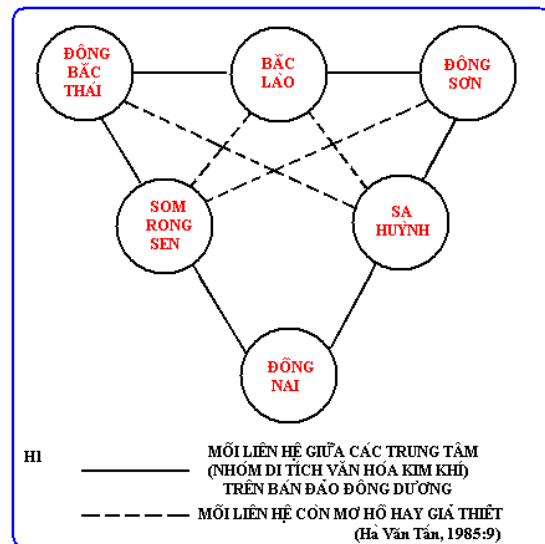 ĐÔNG
BẮC
THÁI
BẮC
LÀO
ĐÔNG
SƠN
SOM
RONG
SEN
SA
HUỲNH
ĐỒNG
NAI
H1
MỐI LIÊN HỆ GIỮA CÁC TRUNG TÂM
(NHÓM DI TÍCH VĂN HÓA KIM KHÍ)
TRÊN BÁN ĐẢO ĐÔNG DƯƠNG
MỐI LIÊN HỆ CÒN MƠ HỒ HAY GIẢ THIẾT
(Hà Văn Tấn, 1985:9)